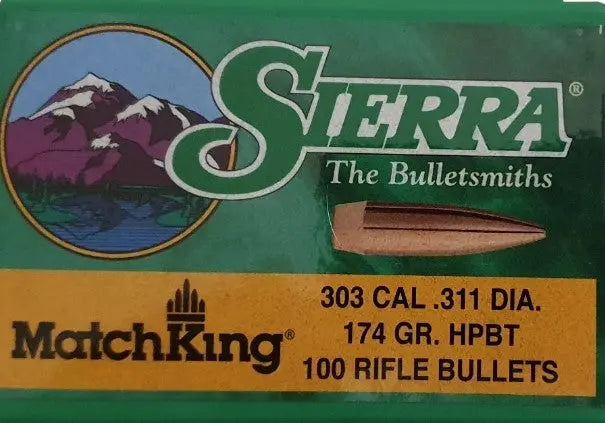 SIERRA®
The Bulletsmiths
MatchKing®
303 CAL .311 DIA.
174 GR. HPBT
100 RIFLE BULLETS